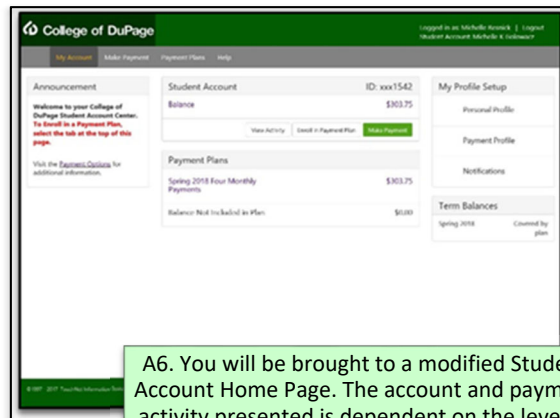 College of DuPage
Logged in as: Michelle Resnick | Logout
Student Account: Michelle K
My Account Make Payment Payment Plans Help
Announcement
Welcome to your College of
DuPage Student Account Center.
To Enroll in a Payment Plan,
select the tab at the top of this
page.
Visit the Payment Options for
additional information.
Student Account ID: xxx1542
Balance $303.75
View Activity Enroll in Payment Plan Make Payment
Payment Plans
Spring 2018 Four Monthly
Payments $303.75
Balance Not Included in Plan $0.00
My Profile Setup
Personal Profile
Payment Profile
Notifications
Term Balances
Spring 2018 Covered by
plan
A6. You will be brought to a modified Stude
Account Home Page. The account and paym
activity presented is dependent on the leve